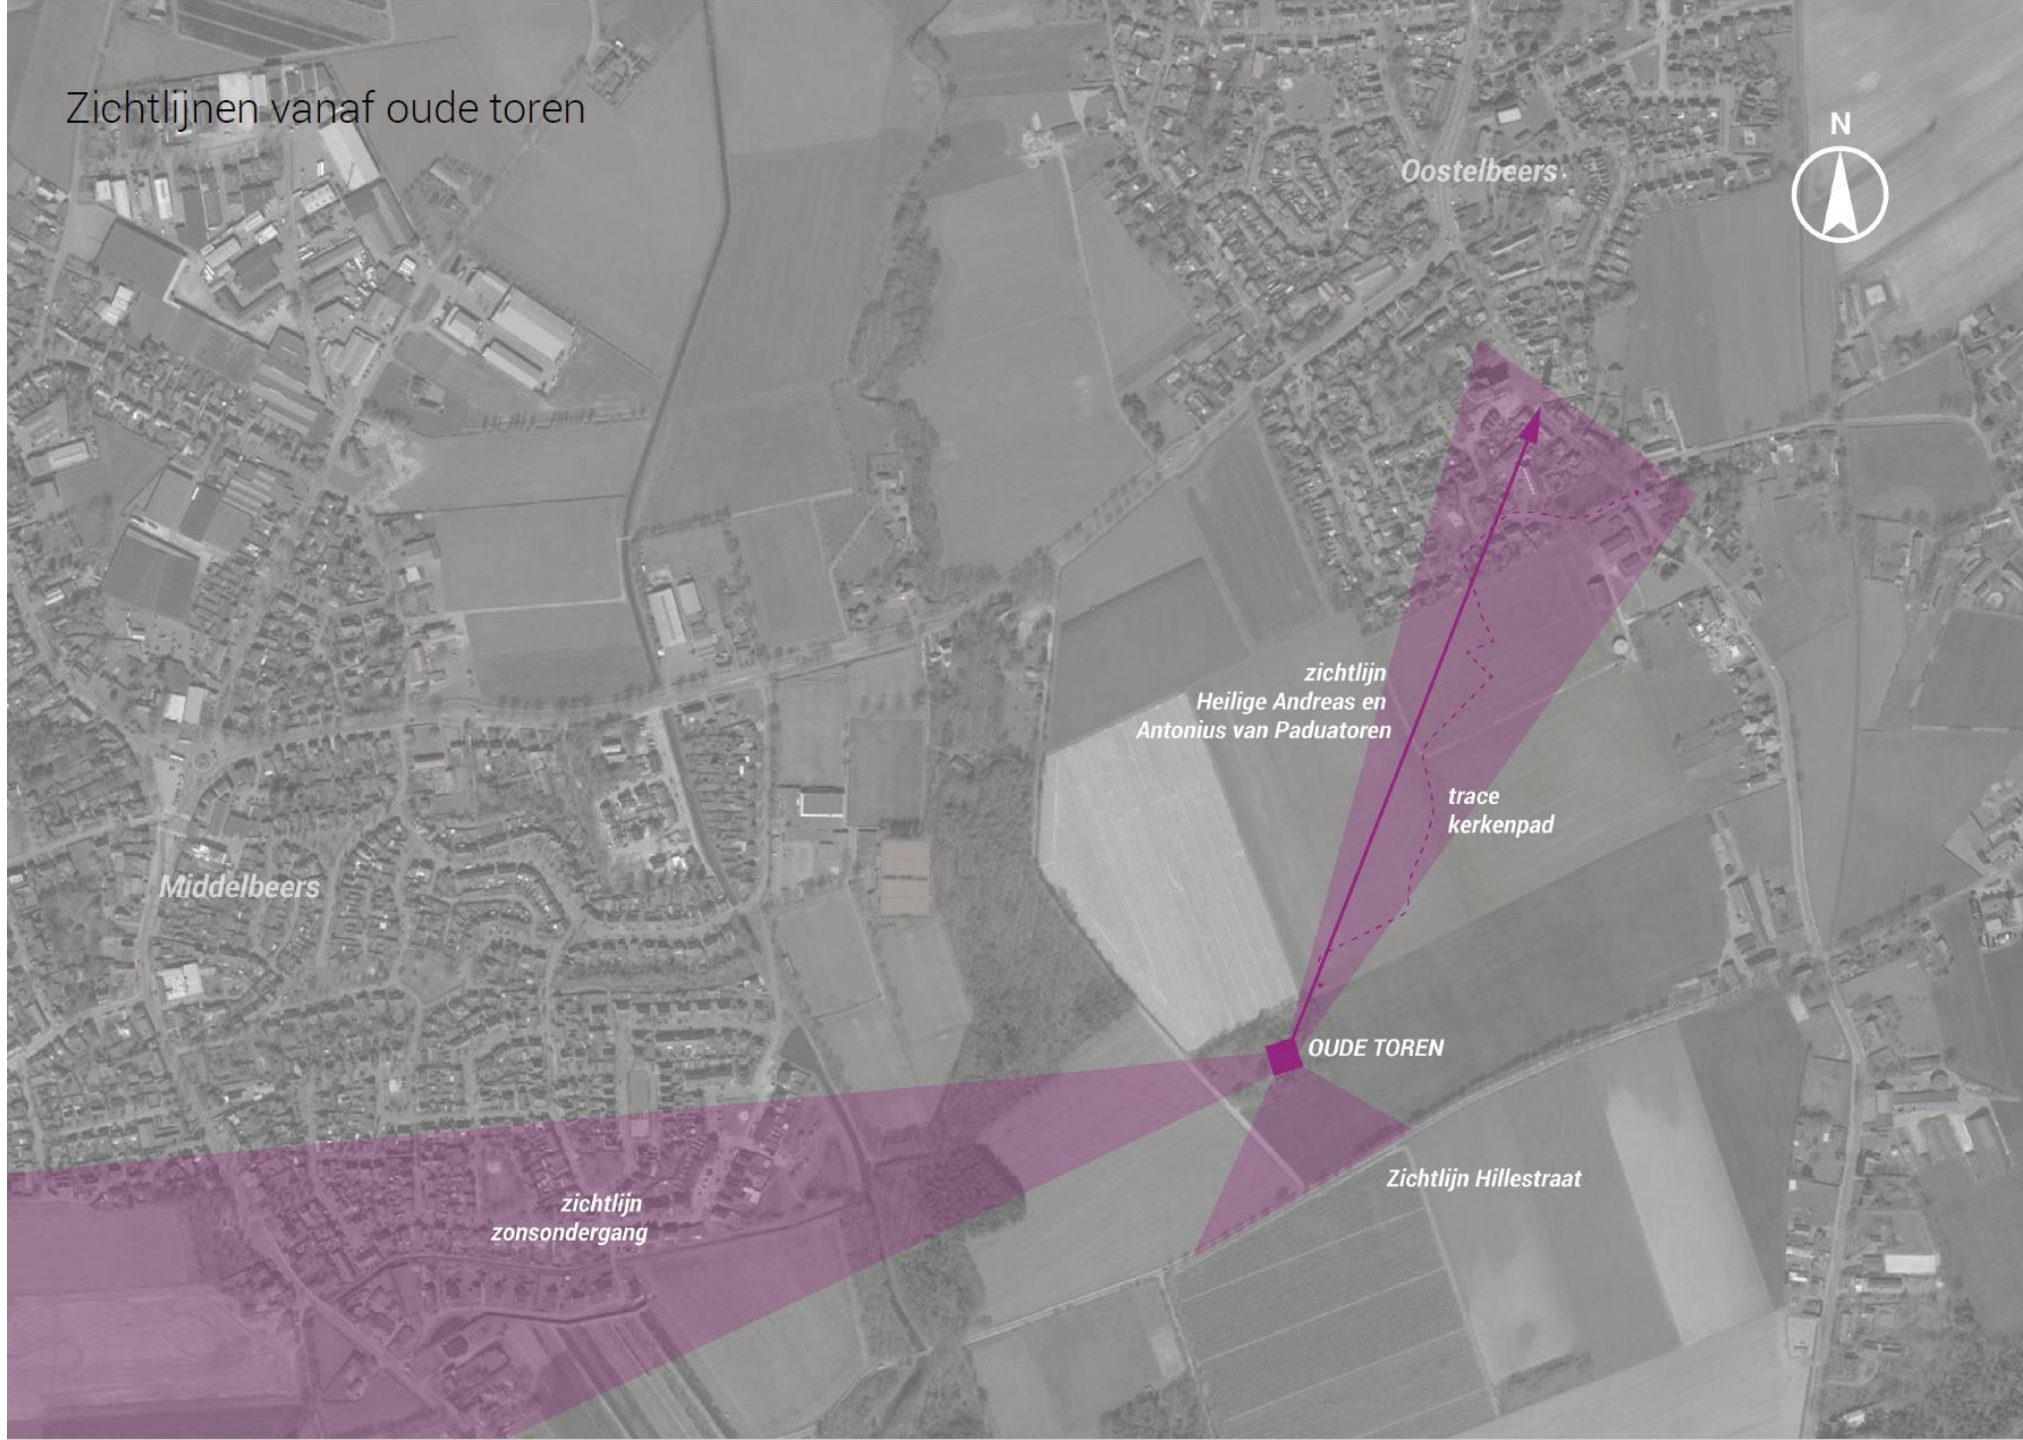 Zichtlijnen vanaf oude toren
N
Oostelbeers
zichtlijn
Heilige Andreas en
Antonius van Paduatoren
trace
kerkenpad
Middelbeers
OUDE TOREN
Zichtlijn Hillestraat
zichtlijn
zonsondergang